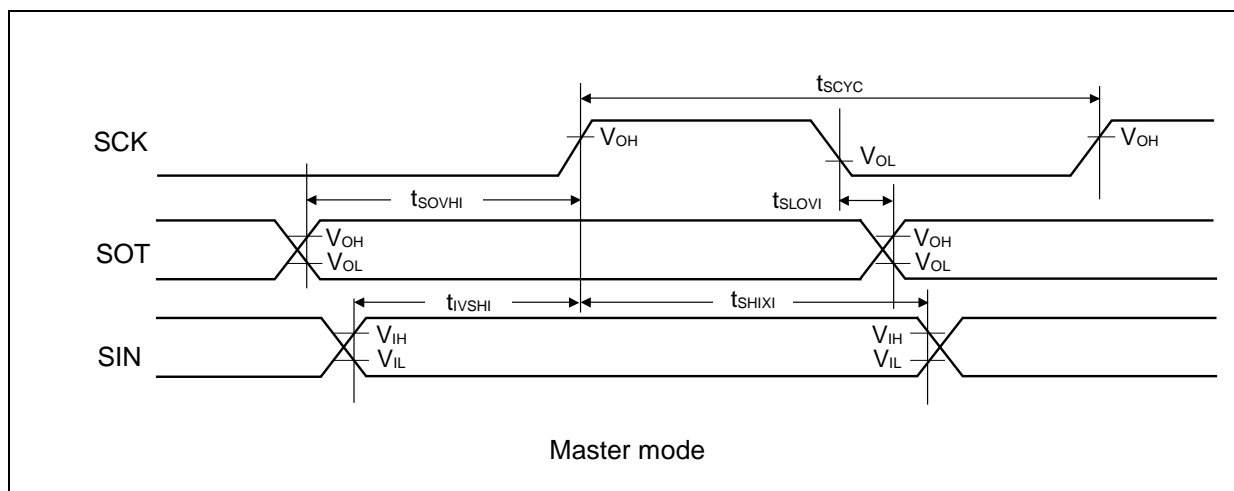 tSCYC
SCK
VOH
VOL
VOH
tSOVHI
tSLOVI
SOT
VOH
VOL
VOH
VOL
tIVSHI
tSHIXI
SIN
VIH
VIL
VIH
VIL
Master mode